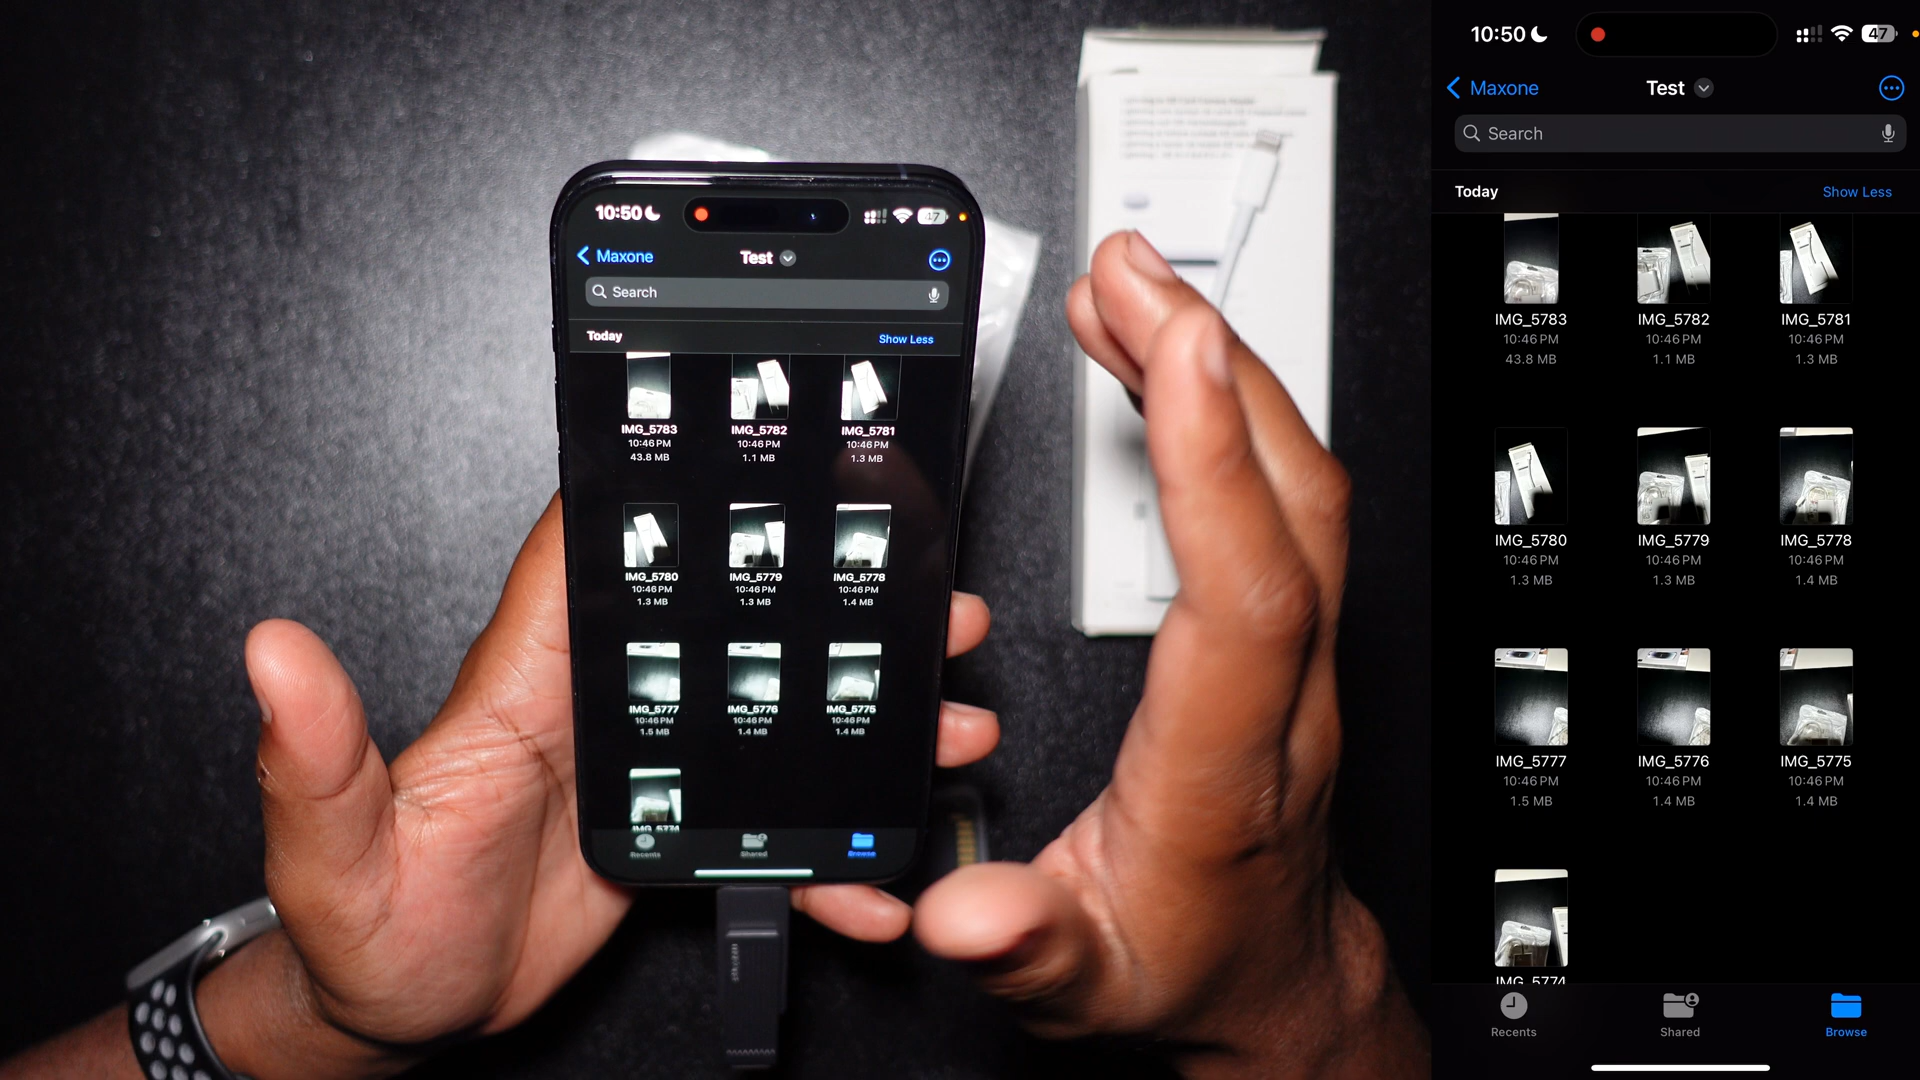 10:50
47
Maxone
Test
Search
Today
Show Less
IMG_5783
IMG_5782
IMG_5781
10:46 PM
10:46 PM
10:46 PM
43.8 MB
1.1 MB
1.3 MB
IMG_5780
IMG_5779
IMG_5778
10:46 PM
10:46 PM
10:46 PM
1.3 MB
1.3 MB
1.4 MB
IMG_5777
IMG_5776
IMG_5775
10:46 PM
10:46 PM
10:46 PM
1.5 MB
1.4 MB
1.4 MB
IMG_5774
Recents
Shared
Browse
10:50
47
Maxone
Test
Search
Today
Show Less
IMG_5783
IMG_5782
IMG_5781
10:46 PM
10:46 PM
10:46 PM
43.8 MB
1.1 MB
1.3 MB
IMG_5780
IMG_5779
IMG_5778
10:46 PM
10:46 PM
10:46 PM
1.3 MB
1.3 MB
1.4 MB
IMG_5777
IMG_5776
IMG_5775
10:46 PM
10:46 PM
10:46 PM
1.5 MB
1.4 MB
1.4 MB
IMG_5774
Recents
Shared
Browse